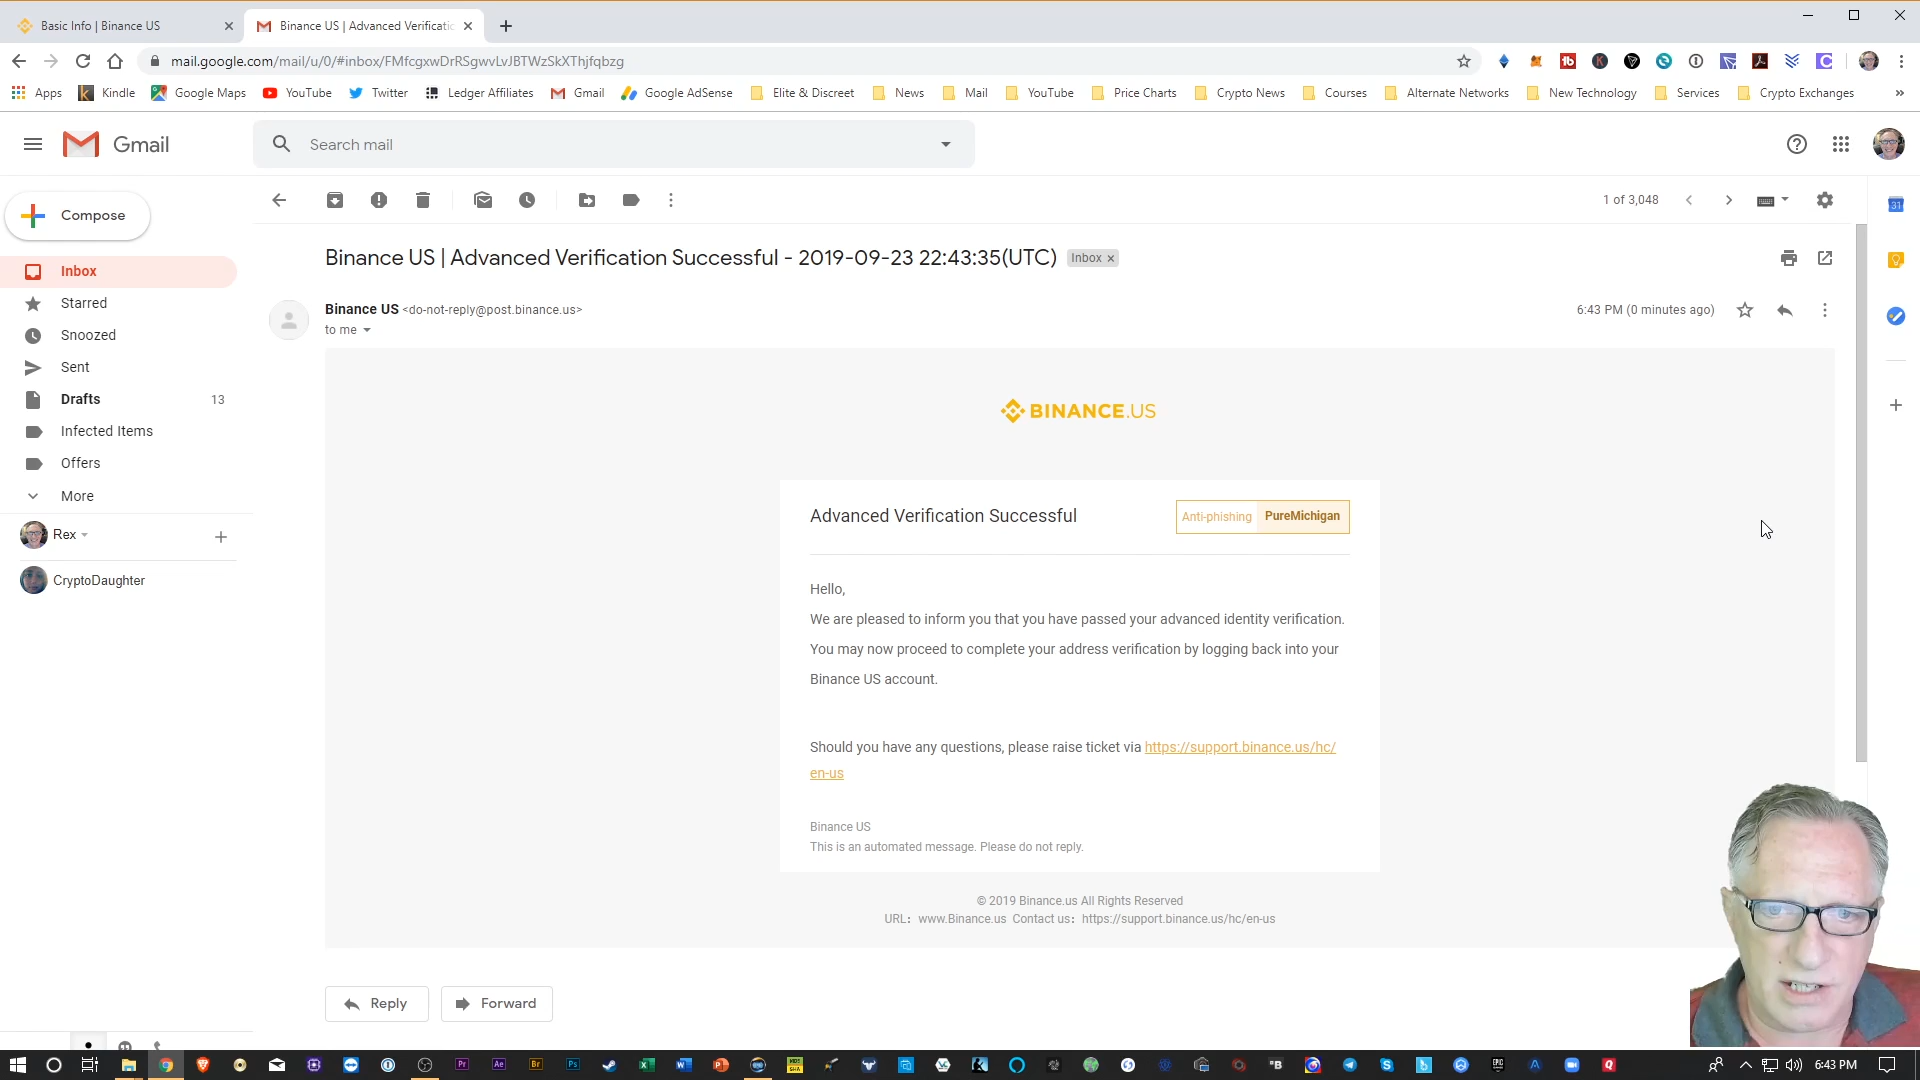 Basic Info | Binance US
Binance US | Advanced Verificatic
mail.google.com/mail/u/0/#inbox/FMfcgxwDrRSgwvLvJBTWzSkXThjfqbzg
Apps Kindle Google Maps YouTube Twitter Ledger Affiliates Gmail Google AdSense Elite & Discreet News Mail YouTube Price Charts Crypto News Courses Alternate Networks New Technology Services Crypto Exchanges
Gmail
Search mail
Compose
1 of 3,048
Inbox
Starred
Snoozed
Sent
Drafts 13
Infected Items
Offers
More
Rex
CryptoDaughter
Binance US | Advanced Verification Successful - 2019-09-23 22:43:35(UTC) Inbox x
Binance US <do-not-reply@post.binance.us> 6:43 PM (0 minutes ago)
to me
BINANCE.US
Advanced Verification Successful Anti-phishing PureMichigan
Hello,
We are pleased to inform you that you have passed your advanced identity verification.
You may now proceed to complete your address verification by logging back into your
Binance US account.
Should you have any questions, please raise ticket via https://support.binance.us/hc/
en-us
Binance US
This is an automated message. Please do not reply.
© 2019 Binance.us All Rights Reserved
URL: www.Binance.us Contact us: https://support.binance.us/hc/en-us
Reply Forward
6:43 PM